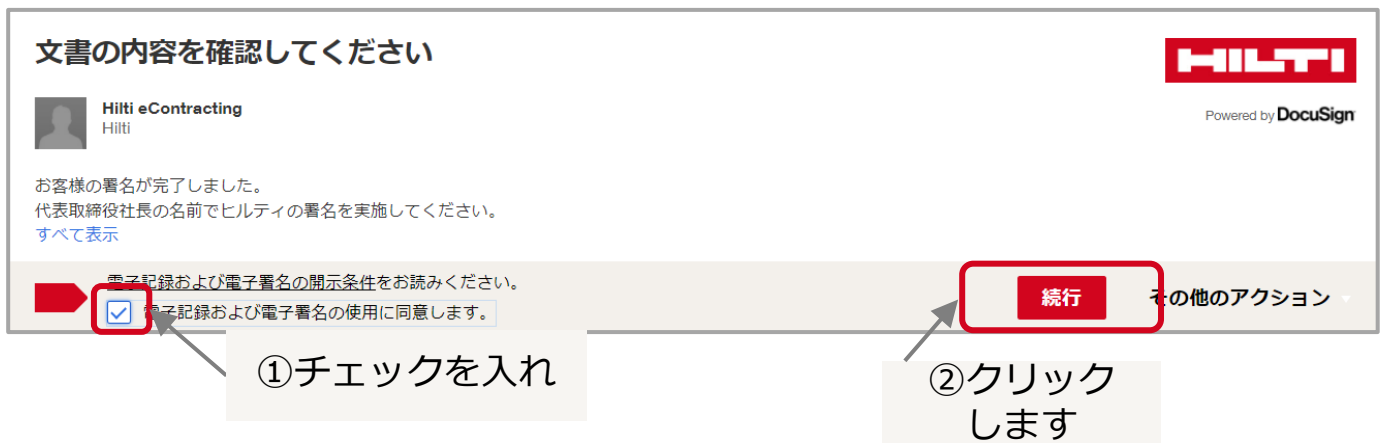 文書の内容を確認してください
HILTI
Hilti eContracting
Hilti
Powered by DocuSign
お客様の署名が完了しました。
代表取締役社長の名前でヒルティの署名を実施してください。
すべて表示
電子記録および電子署名の開示条件をお読みください。
電子記録および電子署名の使用に同意します。
続行
その他のアクション
①チェックを入れ
②クリック
します